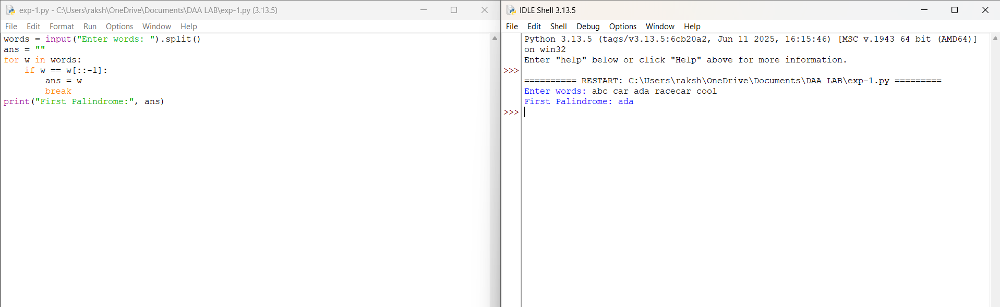 exp-1.py - C:\Users\raksh\OneDrive\Documents\DAA LAB\exp-1.py (3.13.5)
File Edit Format Run Options Window Help
words = input("Enter words: ").split()
ans = ""
for w in words:
    if w == w[::-1]:
        ans = w
        break
print("First Palindrome:", ans)
IDLE Shell 3.13.5
File Edit Shell Debug Options Window Help
Python 3.13.5 (tags/v3.13.5:6cb20a2, Jun 11 2025, 16:15:46) [MSC v.1943 64 bit (AMD64)]
on win32
Enter "help" below or click "Help" above for more information.
>>>
========== RESTART: C:\Users\raksh\OneDrive\Documents\DAA LAB\exp-1.py =========
Enter words: abc car ada racecar cool
First Palindrome: ada
>>>